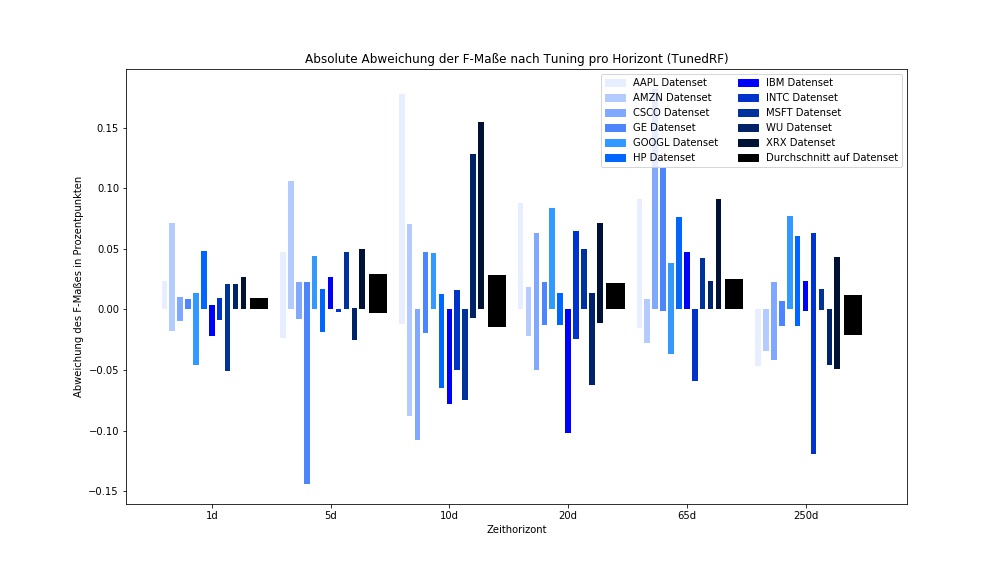 Absolute Abweichung der F-Maße nach Tuning pro Horizont (TunedRF)
AAPL Datenset
AMZN Datenset
CSCO Datenset
GE Datenset
GOOGL Datenset
HP Datenset
IBM Datenset
INTC Datenset
MSFT Datenset
WU Datenset
XRX Datenset
Durchschnitt auf Datenset
Abweichung des F-Maßes in Prozentpunkten
0.15
0.10
0.05
0.00
−0.05
−0.10
−0.15
1d
5d
10d
20d
65d
250d
Zeithorizont